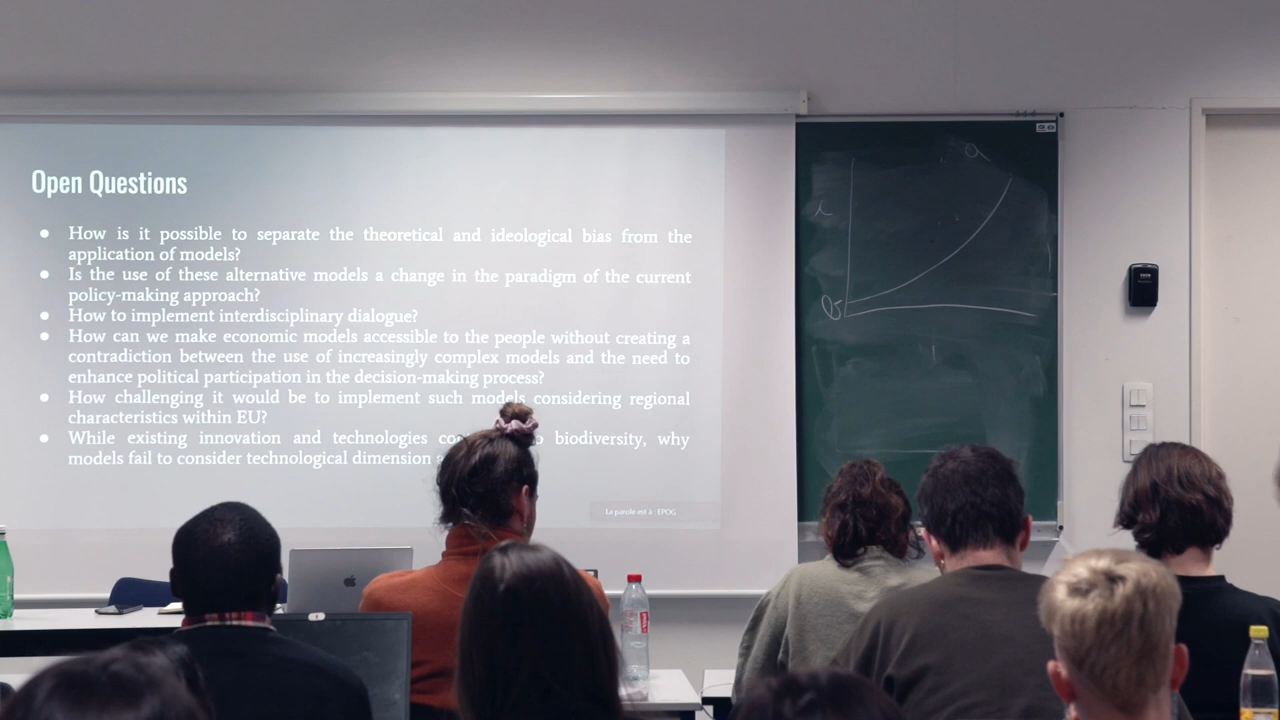 Open Questions
● How is it possible to separate the theoretical and ideological bias from the
application of models?
● Is the use of these alternative models a change in the paradigm of the current
policy-making approach?
● How to implement interdisciplinary dialogue?
● How can we make economic models accessible to the people without creating a
contradiction between the use of increasingly complex models and the need to
enhance political participation in the decision-making process?
● How challenging it would be to implement such models considering regional
characteristics within EU?
● While existing innovation and technologies biodiversity, why
models fail to consider technological dimension
La parole est à : EPOG